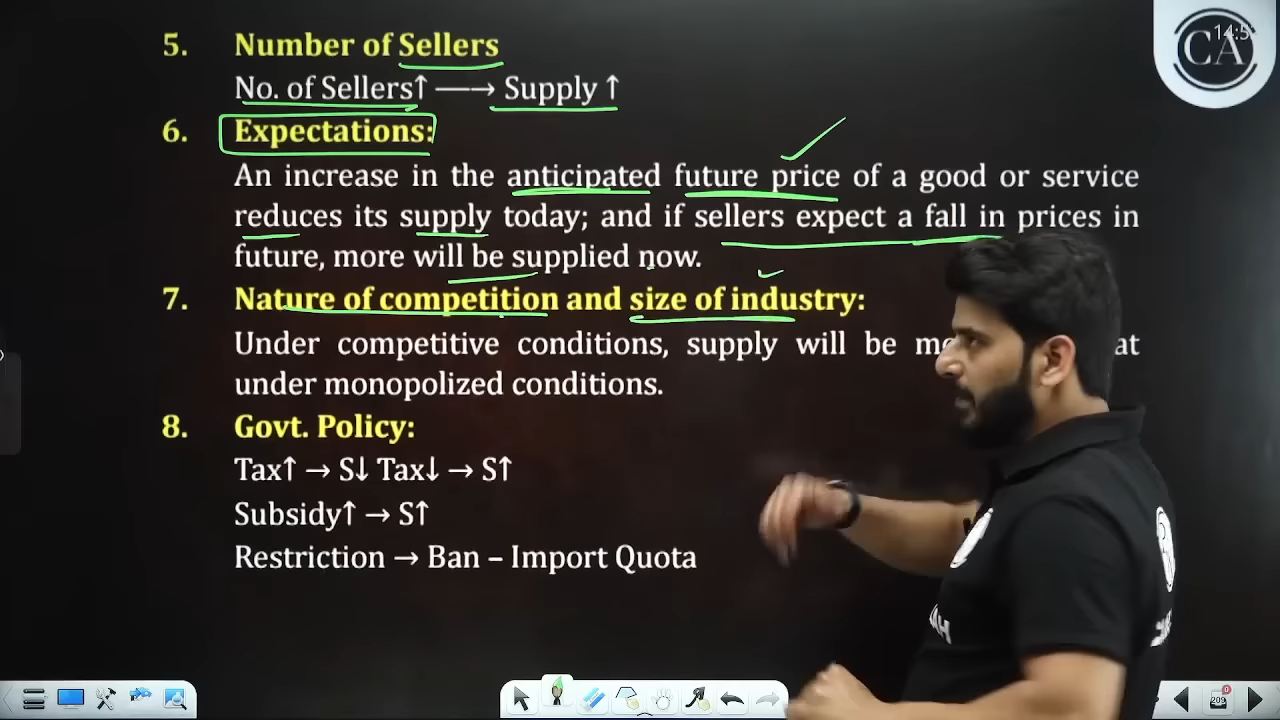 14:5
CA
5. Number of Sellers
No. of Sellers↑ ⟶ Supply ↑
6. Expectations:
An increase in the anticipated future price of a good or service
reduces its supply today; and if sellers expect a fall in prices in
future, more will be supplied now.
7. Nature of competition and size of industry:
Under competitive conditions, supply will be at
under monopolized conditions.
8. Govt. Policy:
Tax↑ → S↓ Tax↓ → S↑
Subsidy↑ → S↑
Restriction → Ban – Import Quota
209